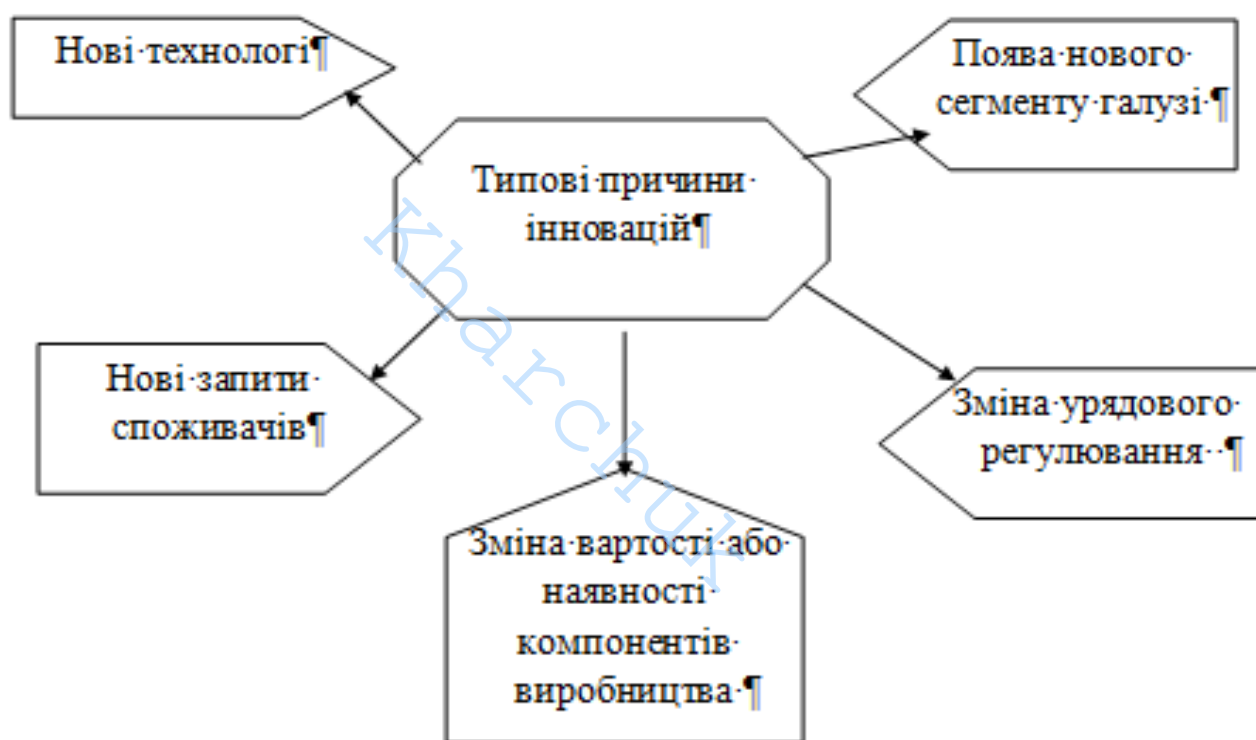 Нові технологі¶
Поява нового
сегменту галузі ¶
Типові причини
інновацій¶
Нові запити
споживачів¶
Зміна урядового
регулювання ¶
Зміна вартості або
наявності
компонентів
виробництва ¶
Kharchuk